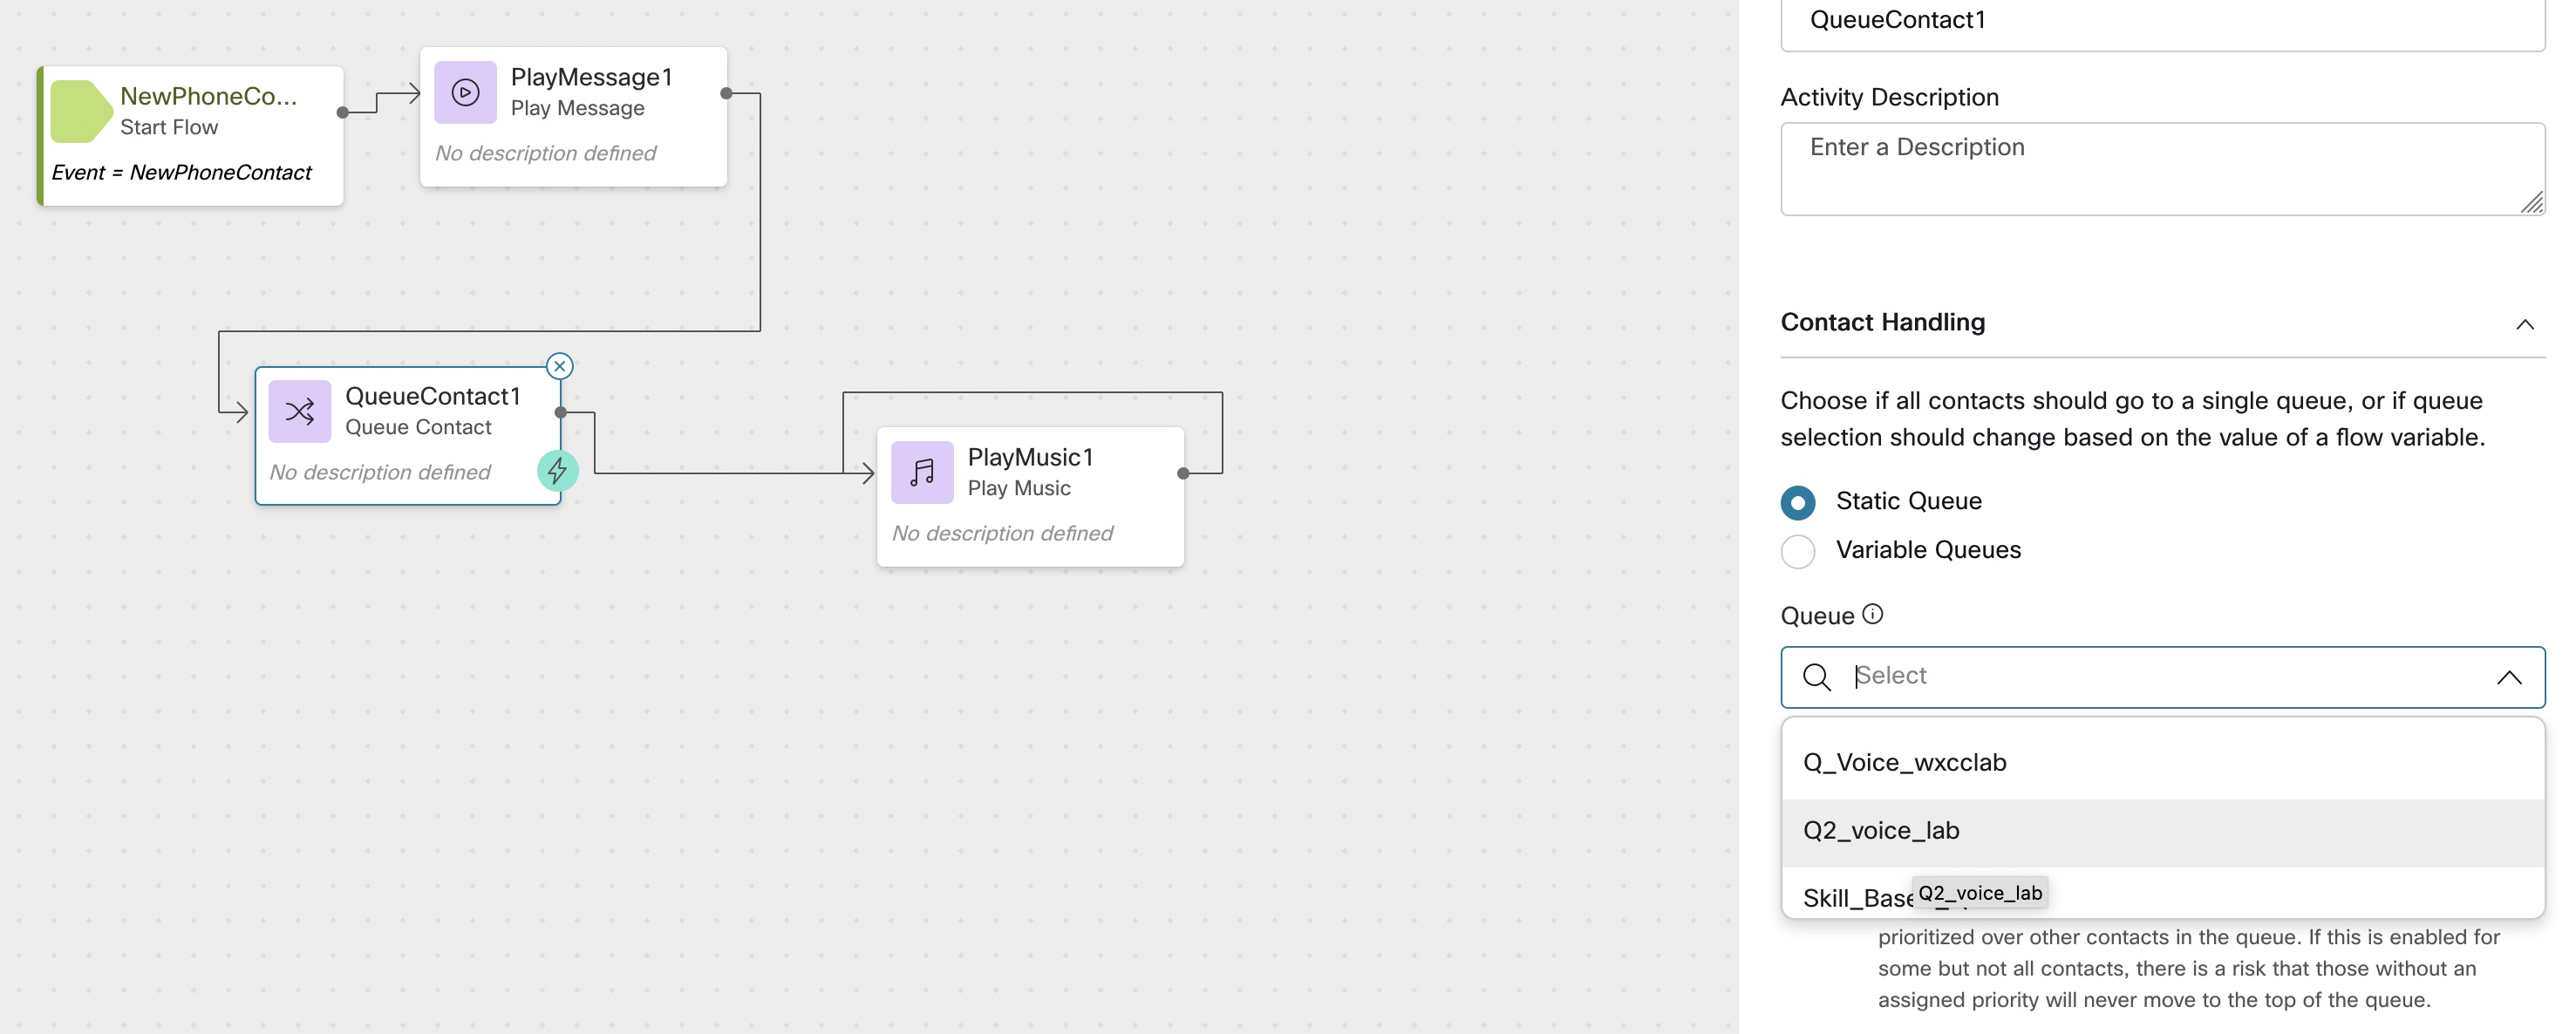 NewPhoneCo...
Start Flow
Event = NewPhoneContact
PlayMessage1
Play Message
No description defined
QueueContact1
Queue Contact
No description defined
PlayMusic1
Play Music
No description defined
QueueContact1
Activity Description
Enter a Description
Contact Handling
Choose if all contacts should go to a single queue, or if queue
selection should change based on the value of a flow variable.
Static Queue
Variable Queues
Queue
Select
Q_Voice_wxcclab
Q2_voice_lab
Q2_voice_lab
prioritized over other contacts in the queue. If this is enabled for
some but not all contacts, there is a risk that those without an
assigned priority will never move to the top of the queue.